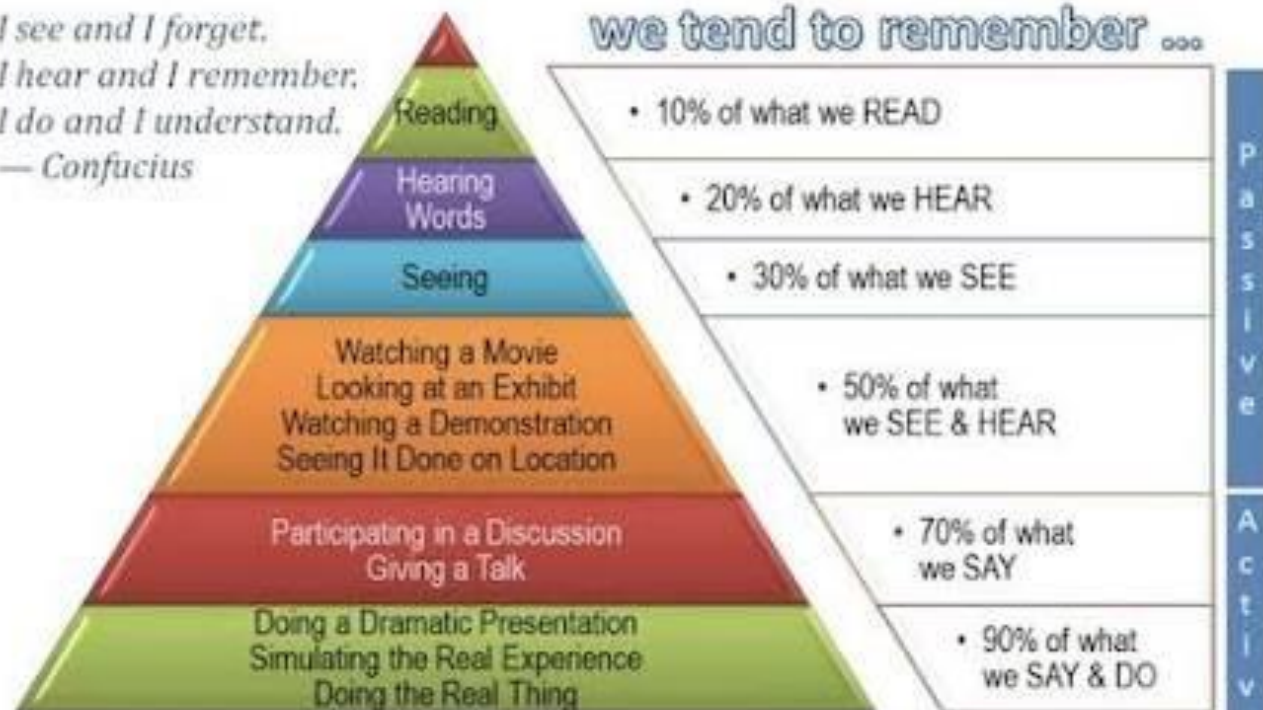 I see and I forget.
I hear and I remember.
I do and I understand.
— Confucius
we tend to remember ...
Reading
• 10% of what we READ
Hearing
Words
• 20% of what we HEAR
Seeing
• 30% of what we SEE
Watching a Movie
Looking at an Exhibit
Watching a Demonstration
Seeing It Done on Location
• 50% of what
we SEE & HEAR
Participating in a Discussion
Giving a Talk
• 70% of what
we SAY
Doing a Dramatic Presentation
Simulating the Real Experience
Doing the Real Thing
• 90% of what
we SAY & DO
Passive
Activ